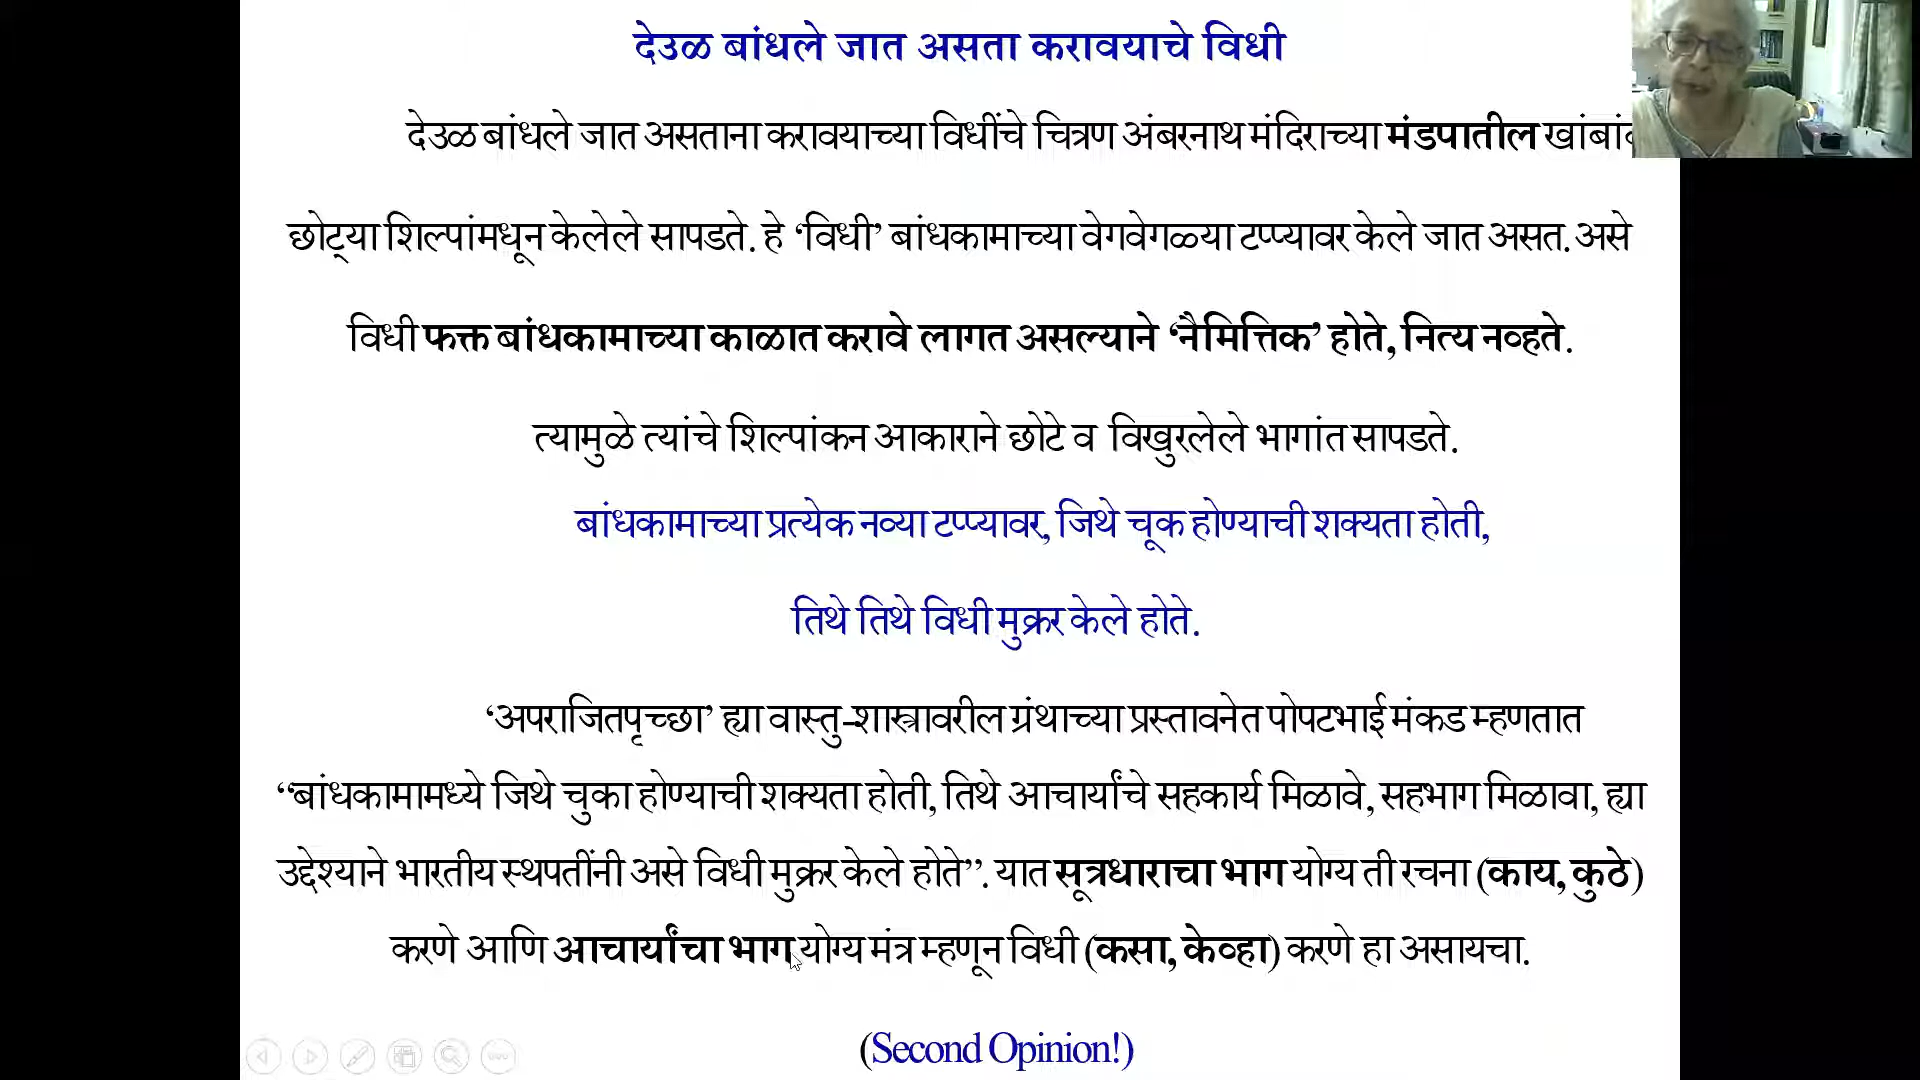 देउळ बांधले जात असता करावयाचे विधी
देउळ बांधले जात असताना करावयाच्या विधींचे चित्रण अंबरनाथ मंदिराच्या मंडपातील
छोट्या शिल्पांमधून केलेले सापडते. हे ‘विधी’ बांधकामाच्या वेगवेगळ्या टप्प्यावर केले जात असत. असे
विधी फक्त बांधकामाच्या काळात करावे लागत असल्याने ‘नैमित्तिक’ होते, नित्य नव्हते.
त्यामुळे त्यांचे शिल्पांकन आकाराने छोटे व विखुरलेले भागांत सापडते.
बांधकामाच्या प्रत्येक नव्या टप्प्यावर, जिथे चूक होण्याची शक्यता होती,
तिथे तिथे विधी मुक्रर केले होते.
‘अपराजितपृच्छा’ ह्या वास्तु-शास्त्रावरील ग्रंथाच्या प्रस्तावनेत पोपटभाई मंकड म्हणतात
“बांधकामामध्ये जिथे चुका होण्याची शक्यता होती, तिथे आचार्यांचे सहकार्य मिळावे, सहभाग मिळावा, ह्या
उद्देश्याने भारतीय स्थपतींनी असे विधी मुक्रर केले होते”. यात सूत्रधाराचा भाग योग्य ती रचना (काय, कुठे)
करणे आणि आचार्यांचा भाग योग्य मंत्र म्हणून विधी (कसा, केव्हा) करणे हा असायचा.
(Second Opinion!)